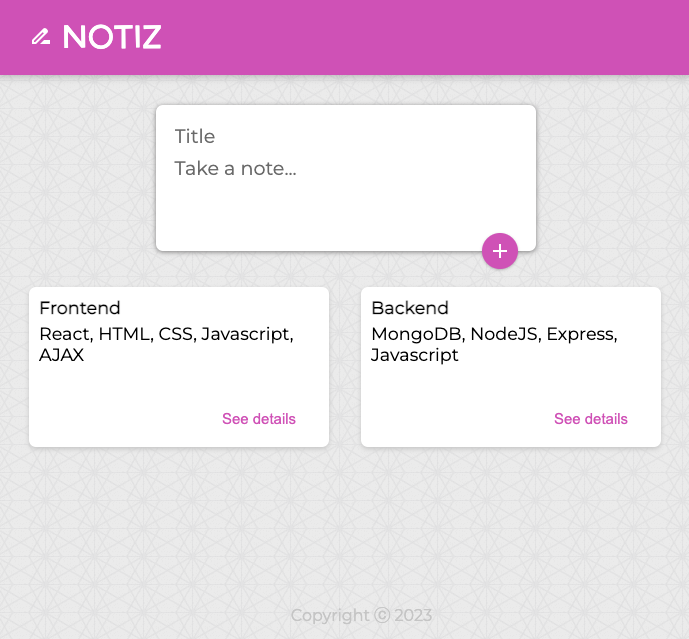 NOTIZ
Title
Take a note...
Frontend
React, HTML, CSS, Javascript,
AJAX
See details
Backend
MongoDB, NodeJS, Express,
Javascript
See details
Copyright ⓒ 2023